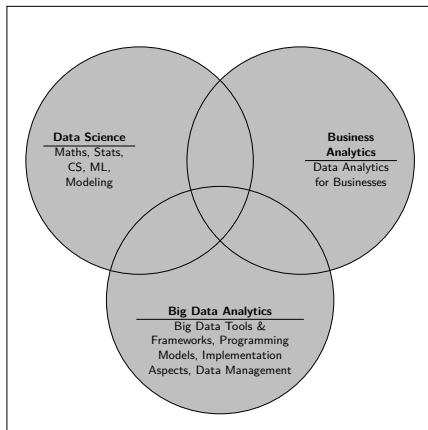 Data Science
Maths, Stats,
CS, ML,
Modeling
Business
Analytics
Data Analytics
for Businesses
Big Data Analytics
Big Data Tools &
Frameworks, Programming
Models, Implementation
Aspects, Data Management